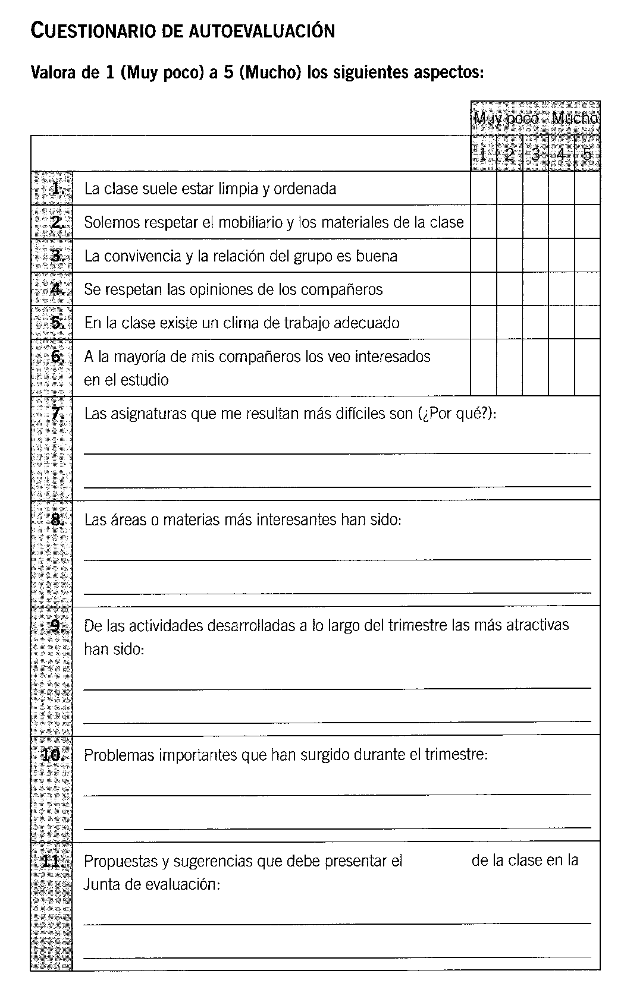 CUESTIONARIO DE AUTOEVALUACIÓN
Valora de 1 (Muy poco) a 5 (Mucho) los siguientes aspectos:
Muy poco Mucho
1 2 3 4 5
1. La clase suele estar limpia y ordenada
2. Solemos respetar el mobiliario y los materiales de la clase
3. La convivencia y la relación del grupo es buena
4. Se respetan las opiniones de los compañeros
5. En la clase existe un clima de trabajo adecuado
6. A la mayoría de mis compañeros los veo interesados
en el estudio
7. Las asignaturas que me resultan más difíciles son (¿Por qué?):
8. Las áreas o materias más interesantes han sido:
9. De las actividades desarrolladas a lo largo del trimestre las más atractivas
han sido:
10. Problemas importantes que han surgido durante el trimestre:
11. Propuestas y sugerencias que debe presentar el de la clase en la
Junta de evaluación: